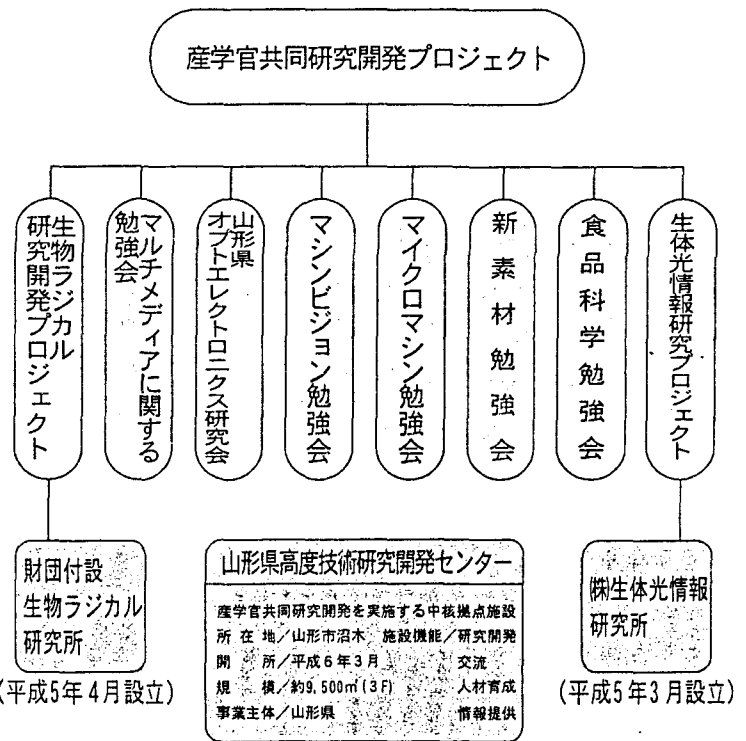 産学官共同研究開発プロジェクト
生物ラジカル
研究開発プロジェクト
マルチメディアに関する
勉強会
山形県
オプトエレクトロニクス研究会
マシンビジョン勉強会
マイクロマシン勉強会
新素材勉強会
食品科学勉強会
生体光情報研究プロジェクト
財団付設
生物ラジカル
研究所
(平成5年4月設立)
山形県高度技術研究開発センター
産学官共同研究開発を実施する中核拠点施設
所在地/山形市沼木 施設機能/研究開発
開所/平成6年3月 交流
規模/約9,500㎡(3F) 人材育成
事業主体/山形県 情報提供
㈱生体光情報
研究所
(平成5年3月設立)